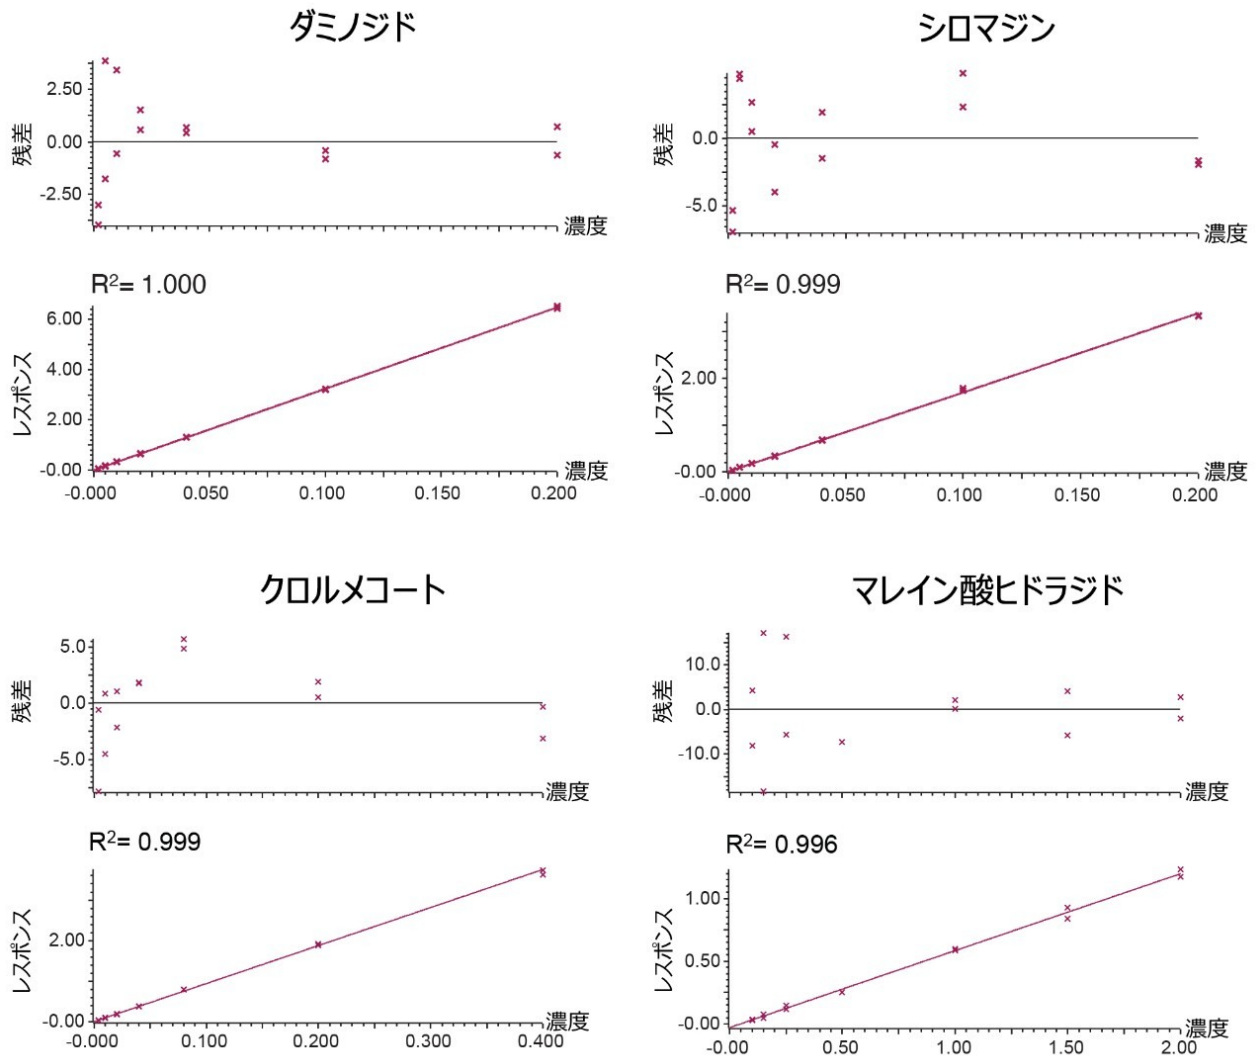 ダミノジド
2.50
0.00
-2.50
残差
濃度
R²= 1.000
6.00
4.00
2.00
-0.00
レスポンス
濃度
-0.000 0.050 0.100 0.150 0.200
シロマジン
0.0
-5.0
残差
濃度
R²= 0.999
2.00
-0.00
レスポンス
濃度
-0.000 0.050 0.100 0.150 0.200
クロルメコート
5.0
0.0
-5.0
残差
濃度
R²= 0.999
2.00
-0.00
レスポンス
濃度
-0.000 0.100 0.200 0.300 0.400
マレイン酸ヒドラジド
10.0
0.0
-10.0
残差
濃度
R²= 0.996
1.00
0.50
-0.00
レスポンス
濃度
-0.00 0.50 1.00 1.50 2.00